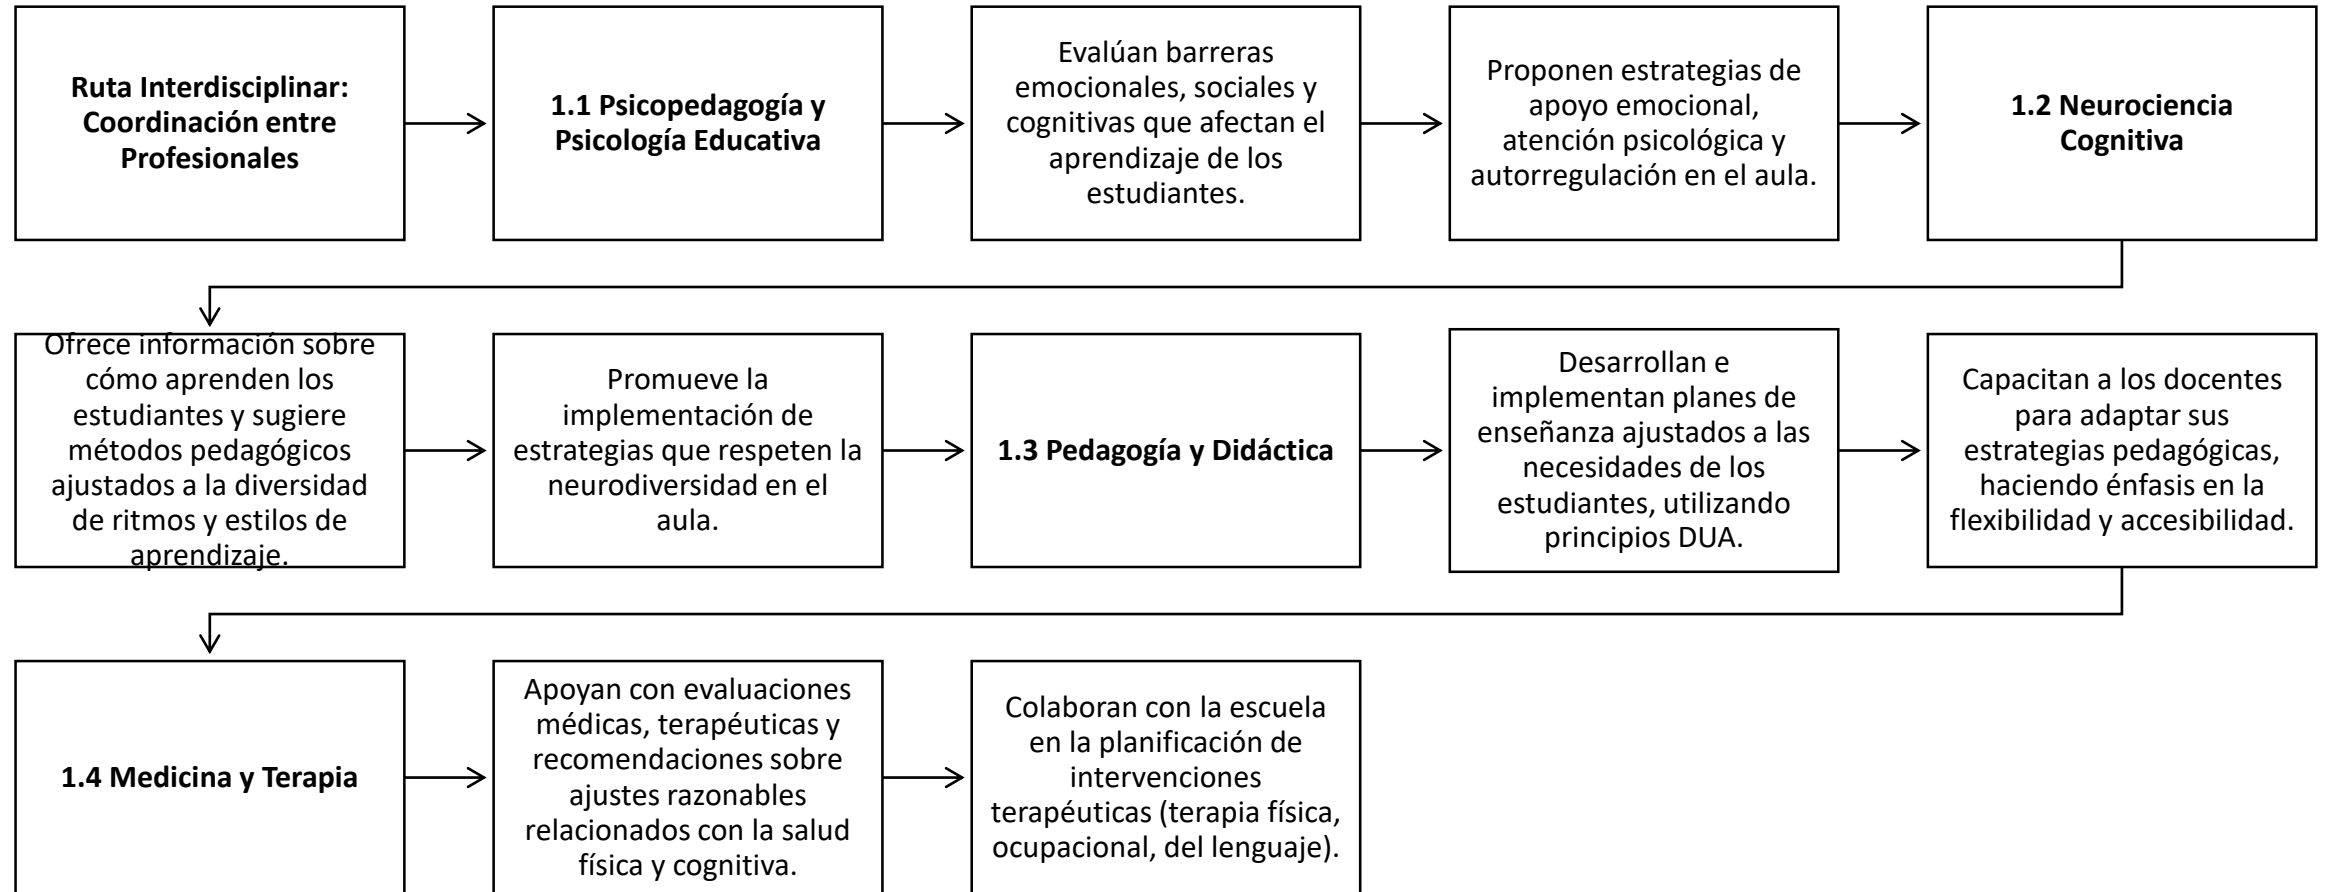 Ruta Interdisciplinar:
Coordinación entre
Profesionales
1.1 Psicopedagogía y
Psicología Educativa
Evalúan barreras
emocionales, sociales y
cognitivas que afectan el
aprendizaje de los
estudiantes.
Proponen estrategias de
apoyo emocional,
atención psicológica y
autorregulación en el aula.
1.2 Neurociencia
Cognitiva
Ofrece información sobre
cómo aprenden los
estudiantes y sugiere
métodos pedagógicos
ajustados a la diversidad
de ritmos y estilos de
aprendizaje.
Promueve la
implementación de
estrategias que respeten la
neurodiversidad en el
aula.
1.3 Pedagogía y Didáctica
Desarrollan e
implementan planes de
enseñanza ajustados a las
necesidades de los
estudiantes, utilizando
principios DUA.
Capacitan a los docentes
para adaptar sus
estrategias pedagógicas,
haciendo énfasis en la
flexibilidad y accesibilidad.
1.4 Medicina y Terapia
Apoyan con evaluaciones
médicas, terapéuticas y
recomendaciones sobre
ajustes razonables
relacionados con la salud
física y cognitiva.
Colaboran con la escuela
en la planificación de
intervenciones
terapéuticas (terapia física,
ocupacional, del lenguaje).